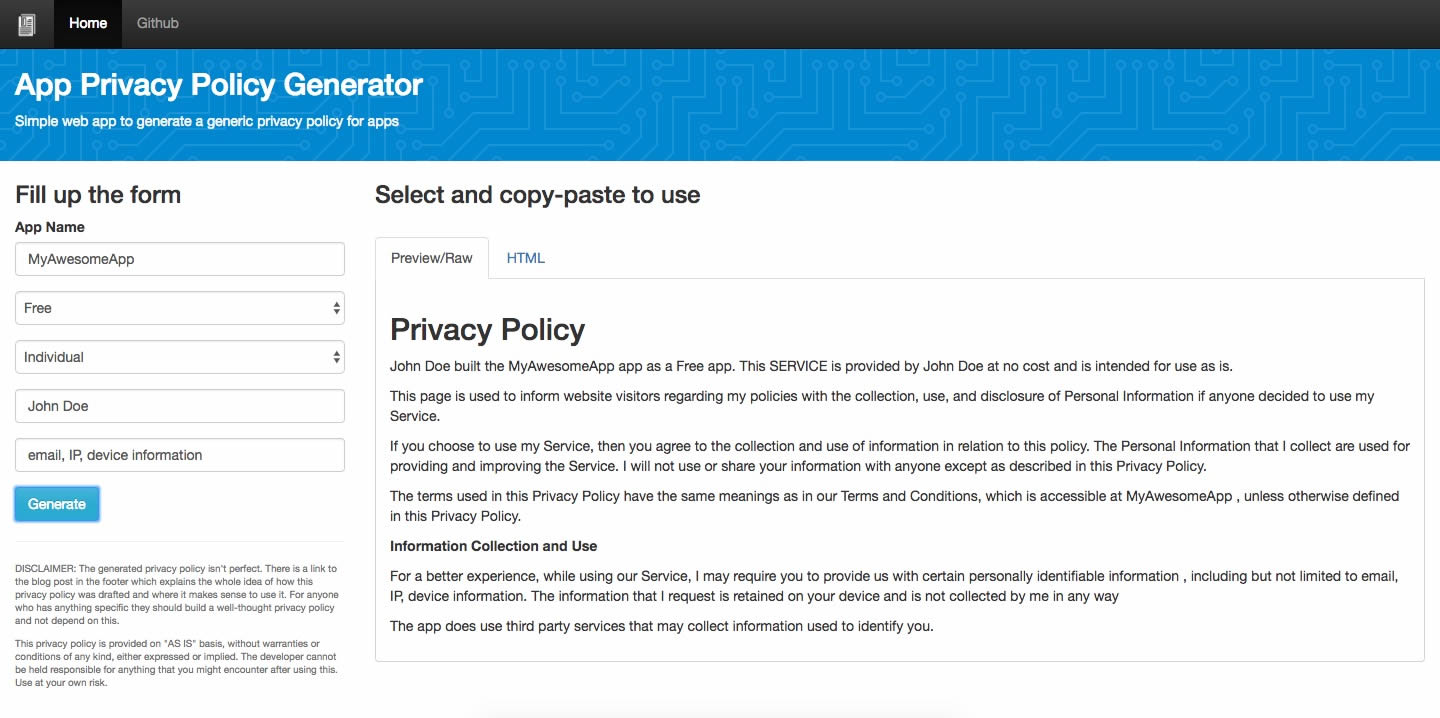 Home
Github
App Privacy Policy Generator
Simple web app to generate a generic privacy policy for apps
Fill up the form
App Name
MyAwesomeApp
Free
Individual
John Doe
email, IP, device information
Generate
DISCLAIMER: The generated privacy policy isn't perfect. There is a link to
the blog post in the footer which explains the whole idea of how this
privacy policy was drafted and where it makes sense to use it. For anyone
who has anything specific they should build a well-thought privacy policy
and not depend on this.
This privacy policy is provided on "AS IS" basis, without warranties or
conditions of any kind, either expressed or implied. The developer cannot
be held responsible for anything that you might encounter after using this.
Use at your own risk.
Select and copy-paste to use
Preview/Raw
HTML
Privacy Policy
John Doe built the MyAwesomeApp app as a Free app. This SERVICE is provided by John Doe at no cost and is intended for use as is.
This page is used to inform website visitors regarding my policies with the collection, use, and disclosure of Personal Information if anyone decided to use my
Service.
If you choose to use my Service, then you agree to the collection and use of information in relation to this policy. The Personal Information that I collect are used for
providing and improving the Service. I will not use or share your information with anyone except as described in this Privacy Policy.
The terms used in this Privacy Policy have the same meanings as in our Terms and Conditions, which is accessible at MyAwesomeApp , unless otherwise defined
in this Privacy Policy.
Information Collection and Use
For a better experience, while using our Service, I may require you to provide us with certain personally identifiable information , including but not limited to email,
IP, device information. The information that I request is retained on your device and is not collected by me in any way
The app does use third party services that may collect information used to identify you.